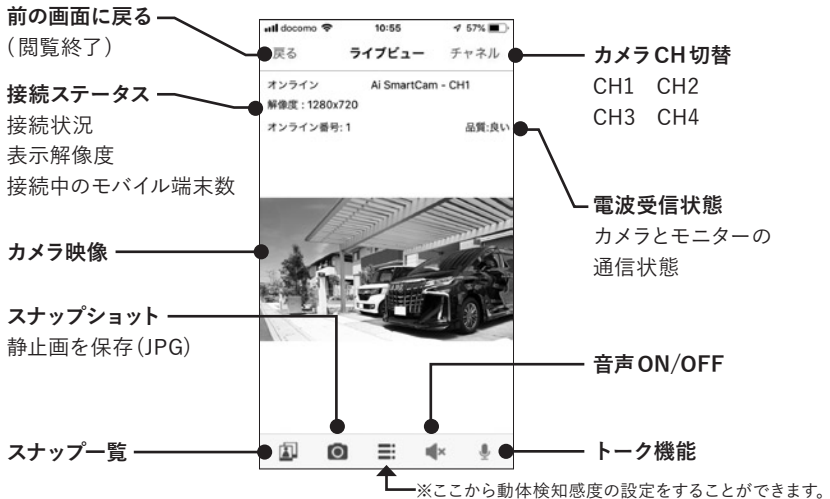 前の画面に戻る
(閲覧終了)
接続ステータス
接続状況
表示解像度
接続中のモバイル端末数
カメラ映像
スナップショット
静止画を保存(JPG)
スナップ一覧
docomo 10:55 57%
戻る ライブビュー チャネル
オンライン Ai SmartCam - CH1
解像度 : 1280x720
オンライン番号: 1 品質:良い
カメラCH切替
CH1 CH2
CH3 CH4
電波受信状態
カメラとモニターの
通信状態
音声ON/OFF
トーク機能
※ここから動体検知感度の設定をすることができます。